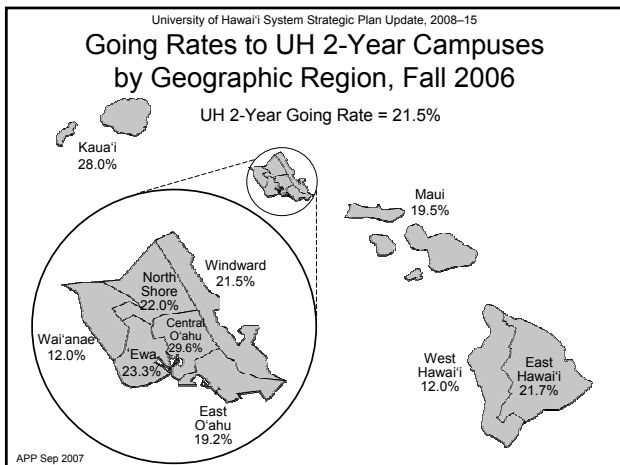 University of Hawai‘i System Strategic Plan Update, 2008–15
Going Rates to UH 2-Year Campuses
by Geographic Region, Fall 2006
UH 2-Year Going Rate = 21.5%
Kaua‘i
28.0%
Maui
19.5%
Windward
21.5%
North
Shore
22.0%
Central
O‘ahu
29.6%
Wai‘anae
12.0%
‘Ewa
23.3%
East
O‘ahu
19.2%
West
Hawai‘i
12.0%
East
Hawai‘i
21.7%
APP Sep 2007